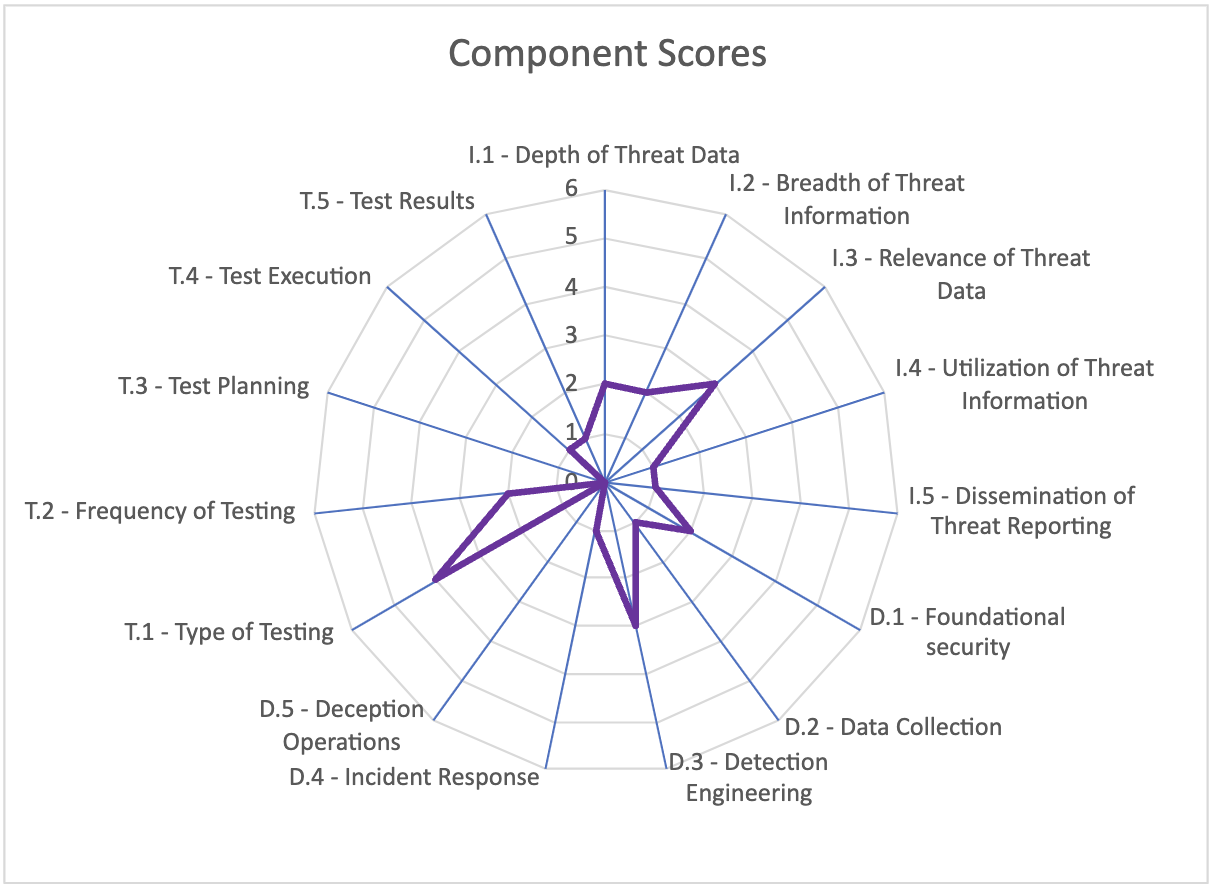 Component Scores
I.1 - Depth of Threat Data
I.2 - Breadth of Threat
Information
I.3 - Relevance of Threat
Data
I.4 - Utilization of Threat
Information
I.5 - Dissemination of
Threat Reporting
D.1 - Foundational
security
D.2 - Data Collection
D.3 - Detection
Engineering
D.4 - Incident Response
D.5 - Deception
Operations
T.1 - Type of Testing
T.2 - Frequency of Testing
T.3 - Test Planning
T.4 - Test Execution
T.5 - Test Results
6
5
4
3
2
1
0